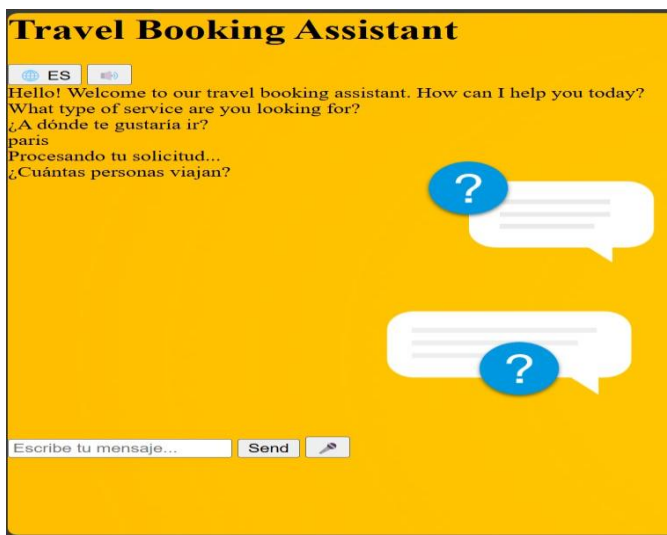 Travel Booking Assistant
ES
Hello! Welcome to our travel booking assistant. How can I help you today?
What type of service are you looking for?
¿A dónde te gustaría ir?
paris
Procesando tu solicitud...
¿Cuántas personas viajan?
?
?
Escribe tu mensaje... Send